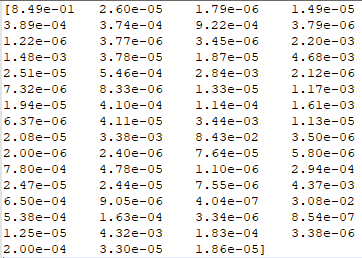 [8.49e-01 2.60e-05 1.79e-06 1.49e-05
3.89e-04 3.74e-04 9.22e-04 3.79e-06
1.22e-06 3.77e-06 3.45e-06 2.20e-03
1.48e-03 3.78e-05 1.87e-05 4.68e-03
2.51e-05 5.46e-04 2.84e-03 2.12e-06
7.32e-06 8.33e-06 1.33e-05 1.17e-03
1.94e-05 4.10e-04 1.14e-04 1.61e-03
6.37e-06 4.11e-05 3.44e-03 1.13e-05
2.08e-05 3.38e-03 8.43e-02 3.50e-06
2.00e-06 2.40e-06 7.64e-05 5.80e-06
7.80e-04 4.78e-05 1.10e-06 2.94e-04
2.47e-05 2.44e-05 7.55e-06 4.37e-03
6.50e-04 9.05e-06 4.04e-07 3.08e-02
5.38e-04 1.63e-04 3.34e-06 8.54e-07
1.25e-05 4.32e-03 1.83e-04 3.38e-06
2.00e-04 3.30e-05 1.86e-05]